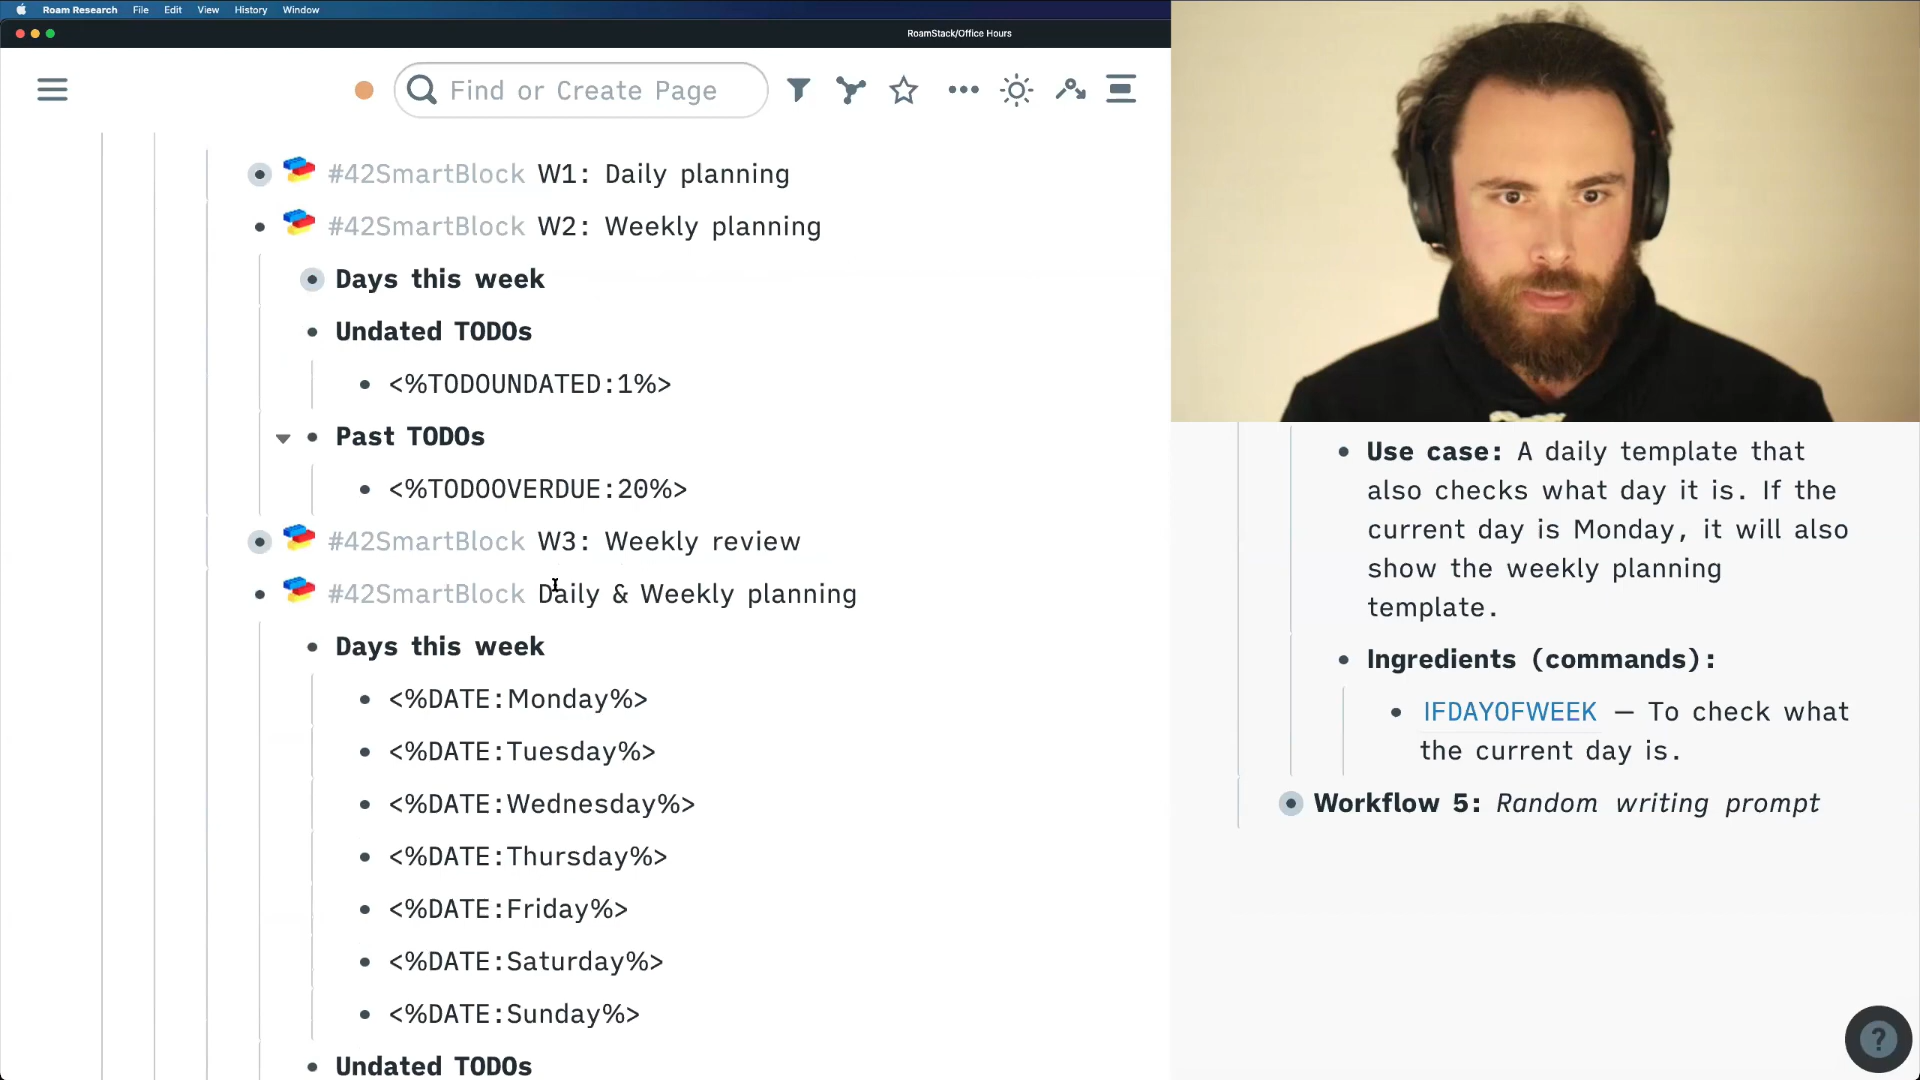 Roam Research File Edit View History Window
RoamStack/Office Hours
Find or Create Page
#42SmartBlock W1: Daily planning
#42SmartBlock W2: Weekly planning
Days this week
Undated TODOs
<%TODOUNDATED:1%>
Past TODOs
<%TODOOVERDUE:20%>
#42SmartBlock W3: Weekly review
#42SmartBlock Daily & Weekly planning
Days this week
<%DATE:Monday%>
<%DATE:Tuesday%>
<%DATE:Wednesday%>
<%DATE:Thursday%>
<%DATE:Friday%>
<%DATE:Saturday%>
<%DATE:Sunday%>
Undated TODOs
Use case: A daily template that
also checks what day it is. If the
current day is Monday, it will also
show the weekly planning
template.
Ingredients (commands):
IFDAYOFWEEK — To check what
the current day is.
Workflow 5: Random writing prompt
?